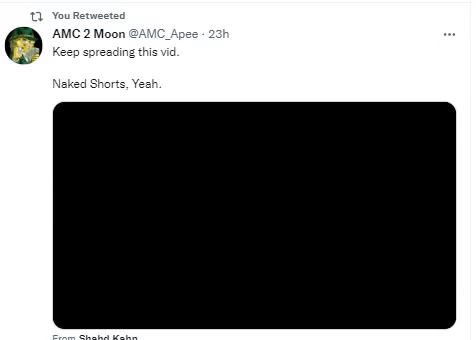 You Retweeted
AMC 2 Moon @AMC_Apee · 23h
Keep spreading this vid.
Naked Shorts, Yeah.
From Shahd Kahn